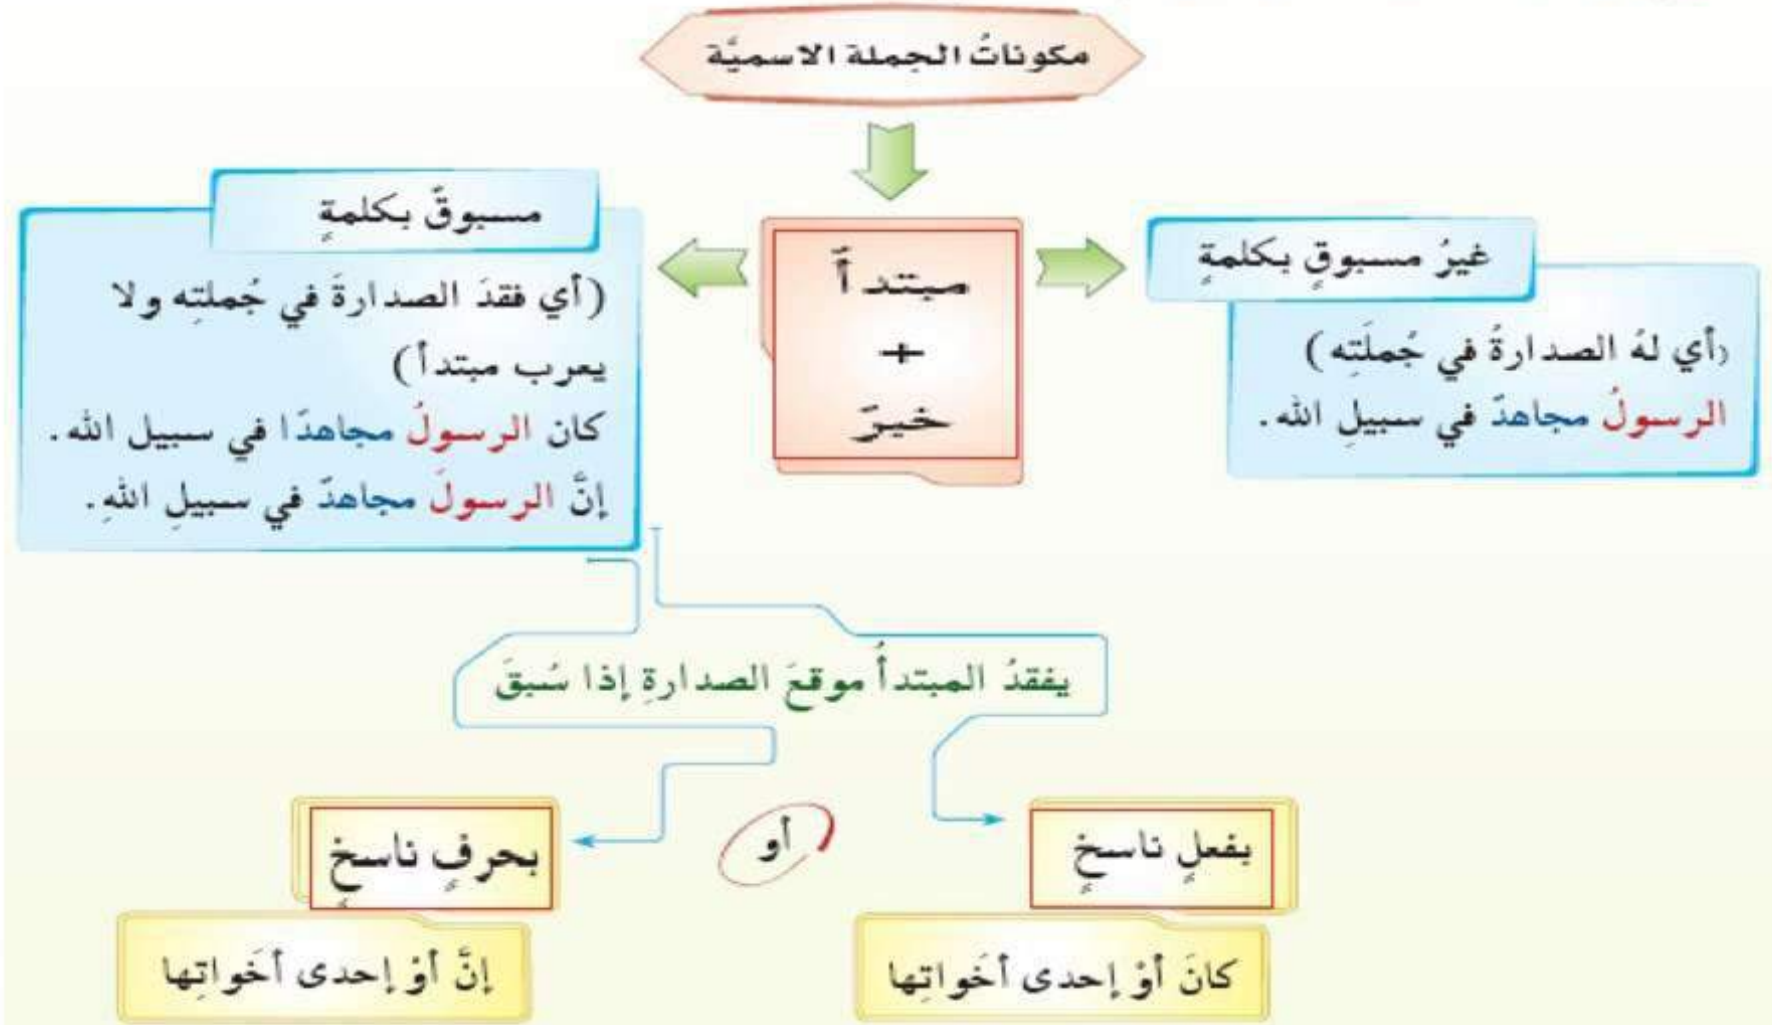 مكوناتُ الجملة الاسميَّة
مبتدأٌ
+
خبرٌ
غيرُ مسبوقٍ بكلمةٍ
(أي لهُ الصدارةُ في جُملَتِه)
الرسولُ مجاهدٌ في سبيلِ الله.
مسبوقٌ بكلمةٍ
(أي فقدَ الصدارةَ في جُملتِه ولا
يعرب مبتدأ)
كان الرسولُ مجاهدًا في سبيل الله.
إنَّ الرسولَ مجاهدٌ في سبيلِ اللهِ.
يفقدُ المبتدأُ موقعَ الصدارةِ إذا سُبقَ
بفعلٍ ناسخٍ
أو
بحرفٍ ناسخٍ
كانَ أوْ إحدى أخَواتِها
إنَّ أوْ إحدى أخَواتِها